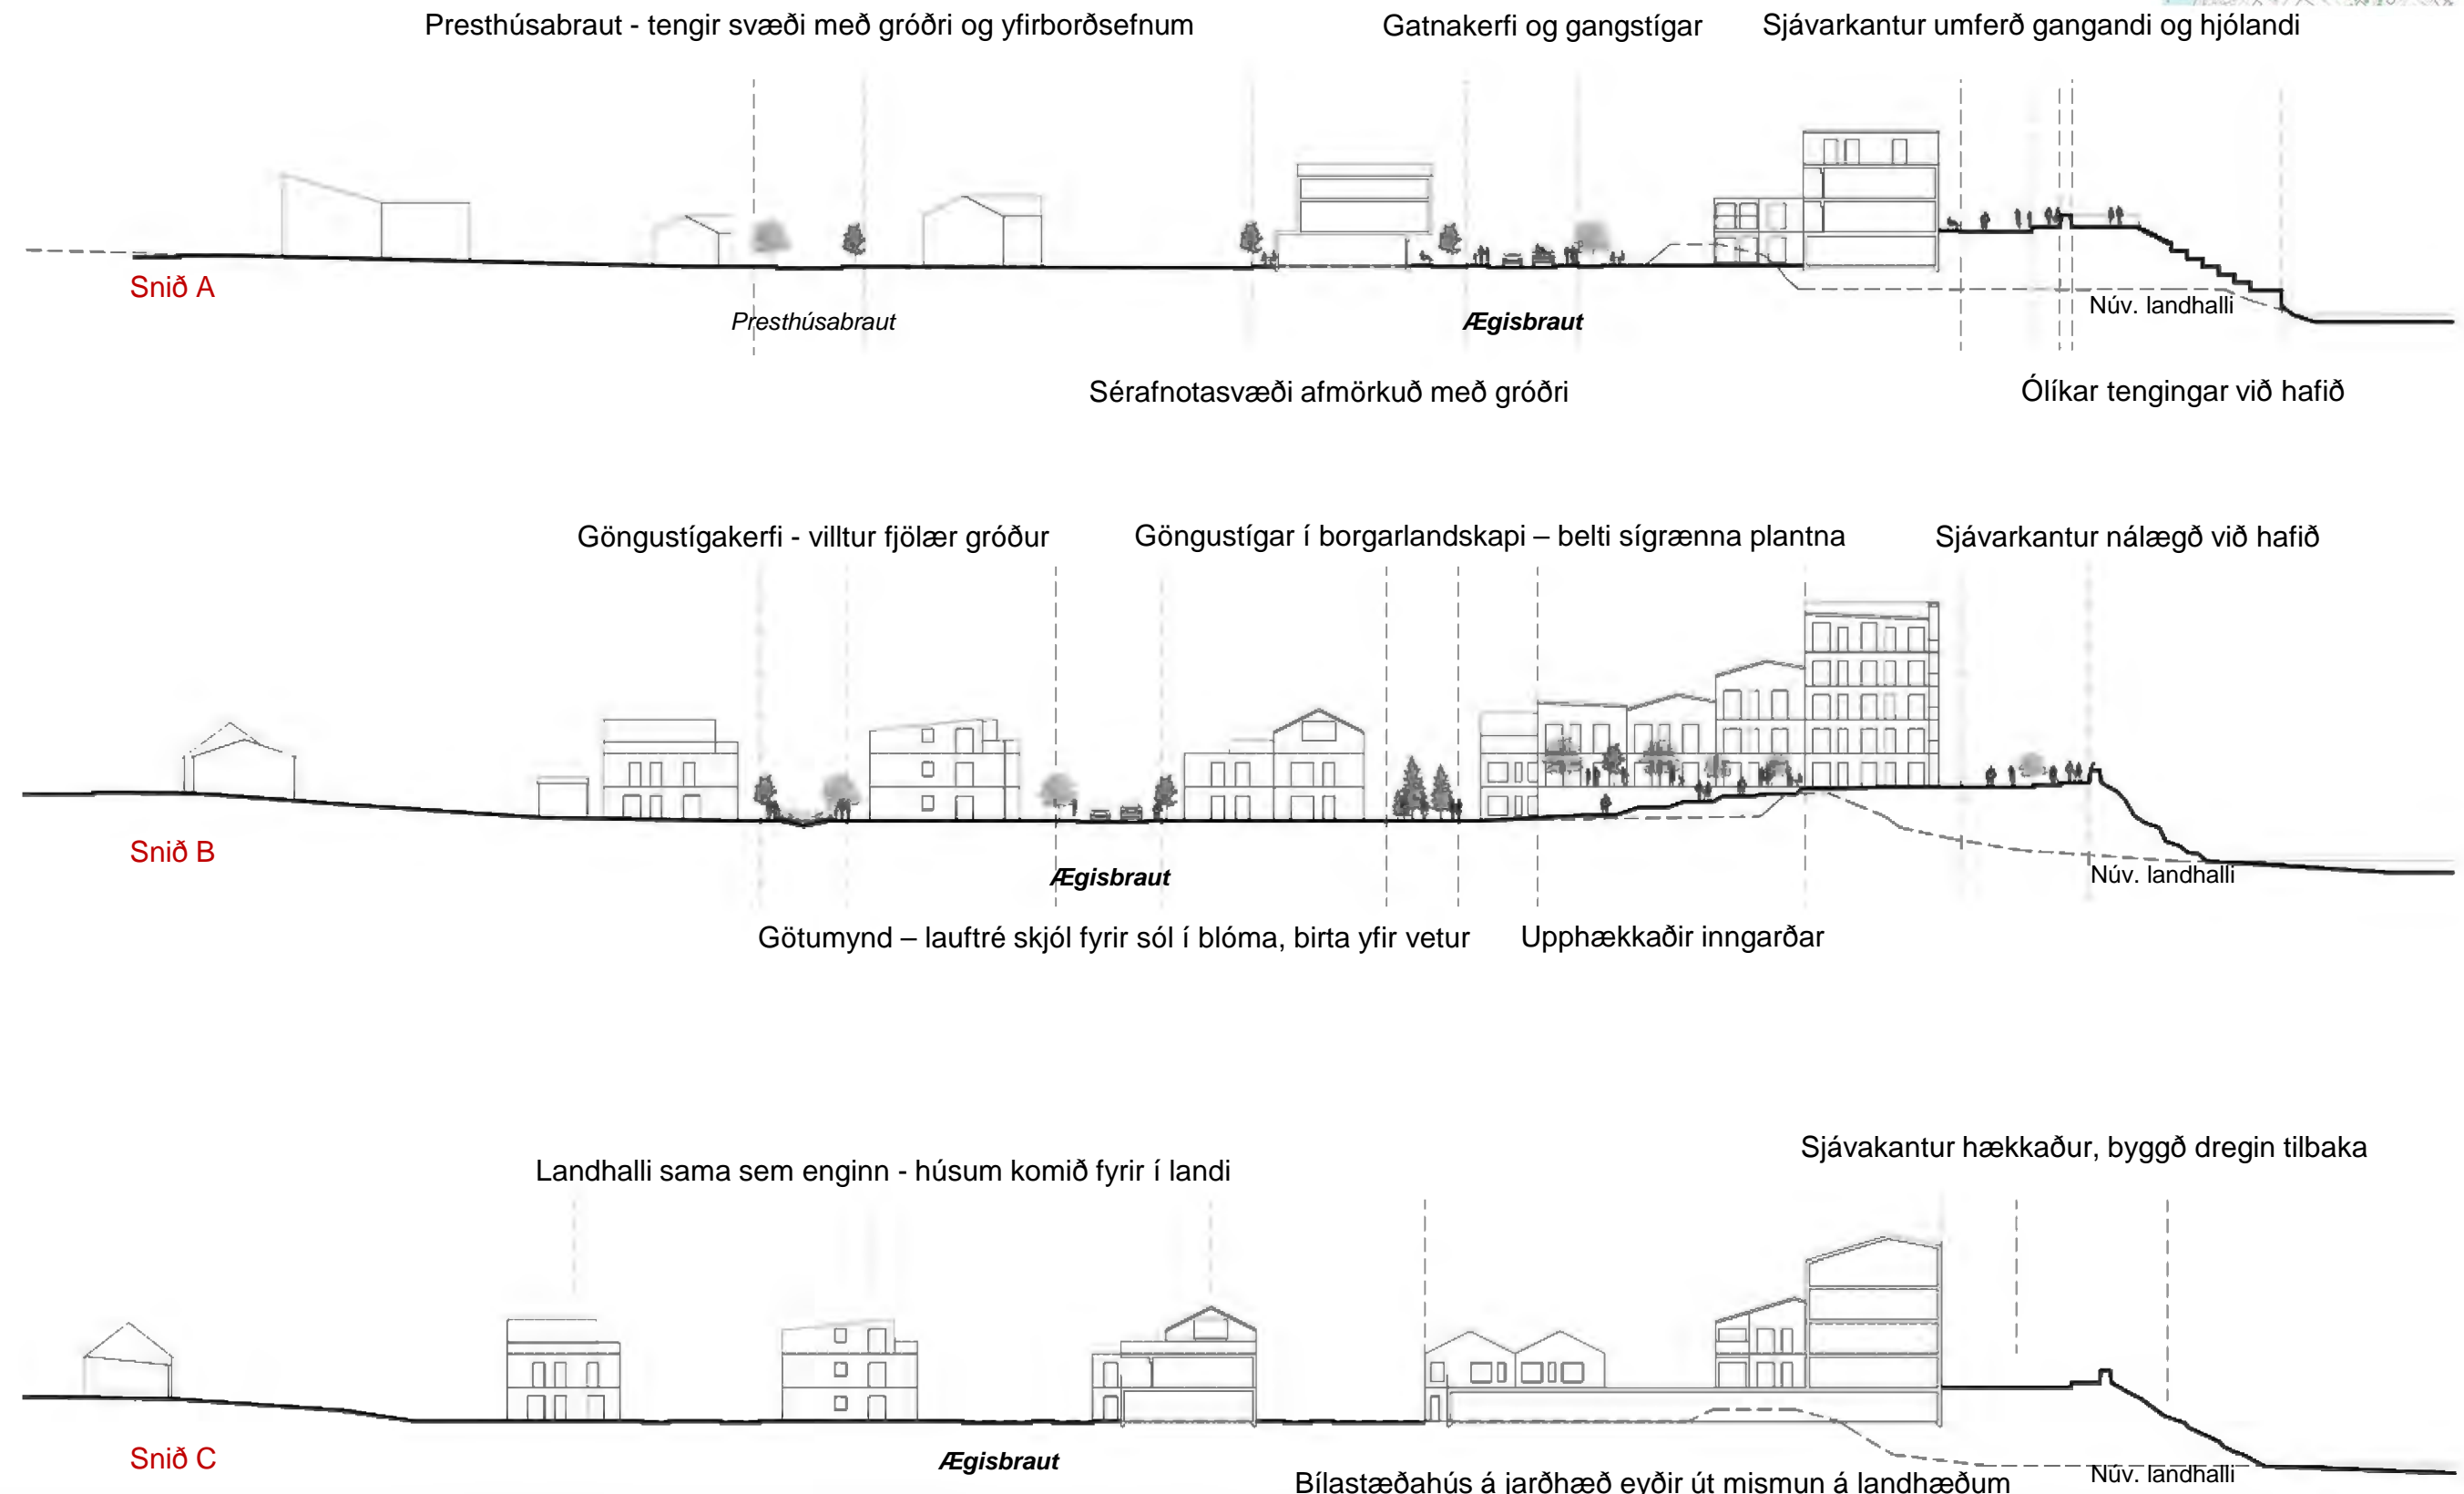 Presthúsabraut - tengir svæði með gróðri og yfirborðsefnum
Gatnakerfi og gangstígar
Sjávarkantur umferð gangandi og hjólandi
Snið A
Presthúsabraut
Ægisbraut
Núv. landhalli
Sérafnotasvæði afmörkuð með gróðri
Ólíkar tengingar við hafið
Göngustígakerfi - villtur fjölær gróður
Göngustígar í borgarlandskapi – belti sígrænna plantna
Sjávarkantur nálægð við hafið
Snið B
Ægisbraut
Núv. landhalli
Götumynd – lauftré skjól fyrir sól í blóma, birta yfir vetur
Upphækkaðir inngarðar
Landhalli sama sem enginn - húsum komið fyrir í landi
Sjávakantur hækkaður, byggð dregin tilbaka
Snið C
Ægisbraut
Bílastæðahús á jarðhæð eyðir út mismun á landhæðum
Núv. landhalli